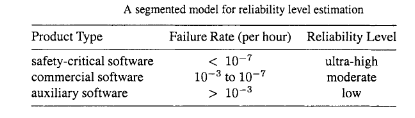 A segmented model for reliability level estimation
Product Type Failure Rate (per hour) Reliability Level
safety-critical software < 10⁻⁷ ultra-high
commercial software 10⁻³ to 10⁻⁷ moderate
auxiliary software > 10⁻³ low